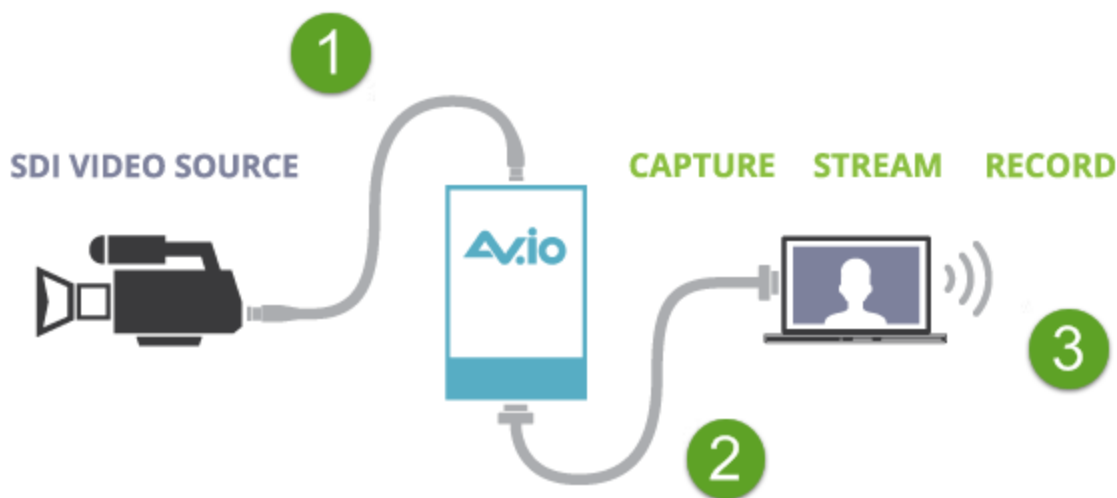 1
SDI VIDEO SOURCE
CAPTURE STREAM RECORD
AV.io
3
2